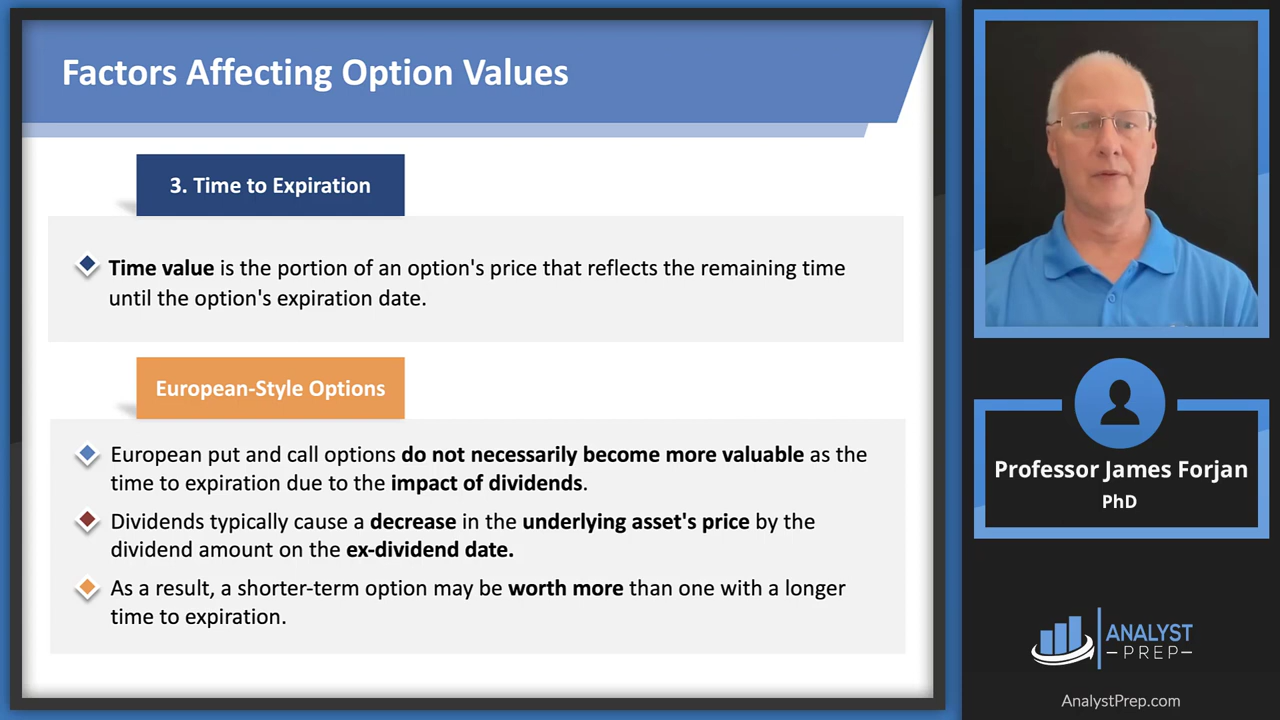 Factors Affecting Option Values
3. Time to Expiration
Time value is the portion of an option's price that reflects the remaining time
until the option's expiration date.
European-Style Options
European put and call options do not necessarily become more valuable as the
time to expiration due to the impact of dividends.
Dividends typically cause a decrease in the underlying asset's price by the
dividend amount on the ex-dividend date.
As a result, a shorter-term option may be worth more than one with a longer
time to expiration.
Professor James Forjan
PhD
ANALYST
PREP
AnalystPrep.com